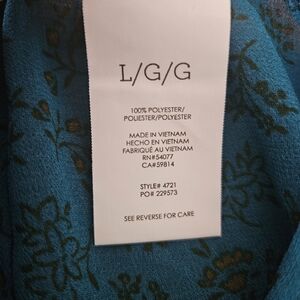 L/G/G
100% POLYESTER/
POLIESTER/POLYESTER
MADE IN VIETNAM
HECHO EN VIETNAM
FABRIQUÉ AU VIETNAM
RN#54077
CA#59814
STYLE# 4721
PO# 229573
SEE REVERSE FOR CARE